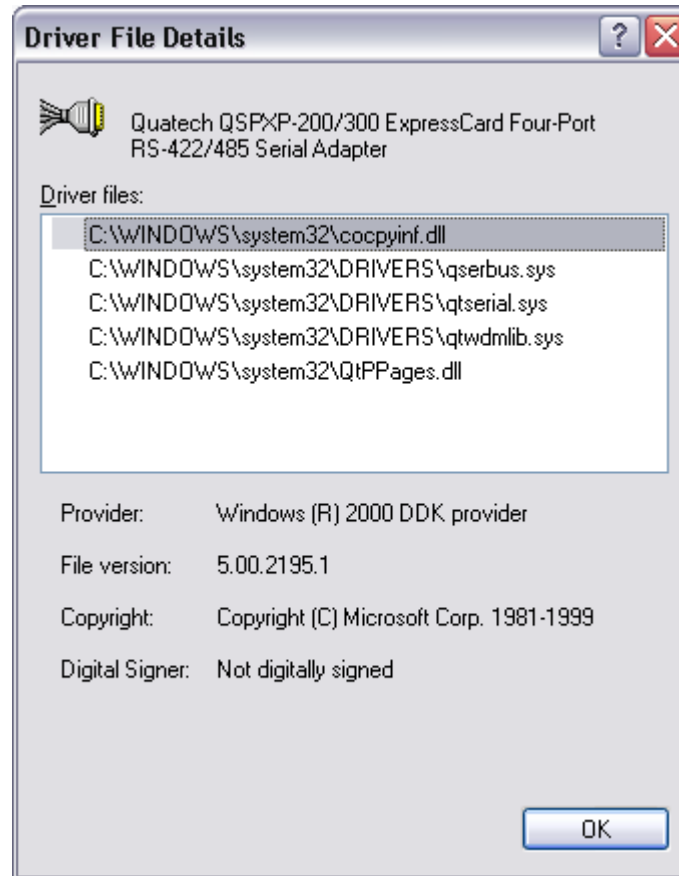 Driver File Details
Quatech QSPXP-200/300 ExpressCard Four-Port
RS-422/485 Serial Adapter
Driver files:
C:\WINDOWS\system32\cocpyinf.dll
C:\WINDOWS\system32\DRIVERS\qserbus.sys
C:\WINDOWS\system32\DRIVERS\qtserial.sys
C:\WINDOWS\system32\DRIVERS\qtwdmlib.sys
C:\WINDOWS\system32\QtPPages.dll
Provider: Windows (R) 2000 DDK provider
File version: 5.00.2195.1
Copyright: Copyright (C) Microsoft Corp. 1981-1999
Digital Signer: Not digitally signed
OK